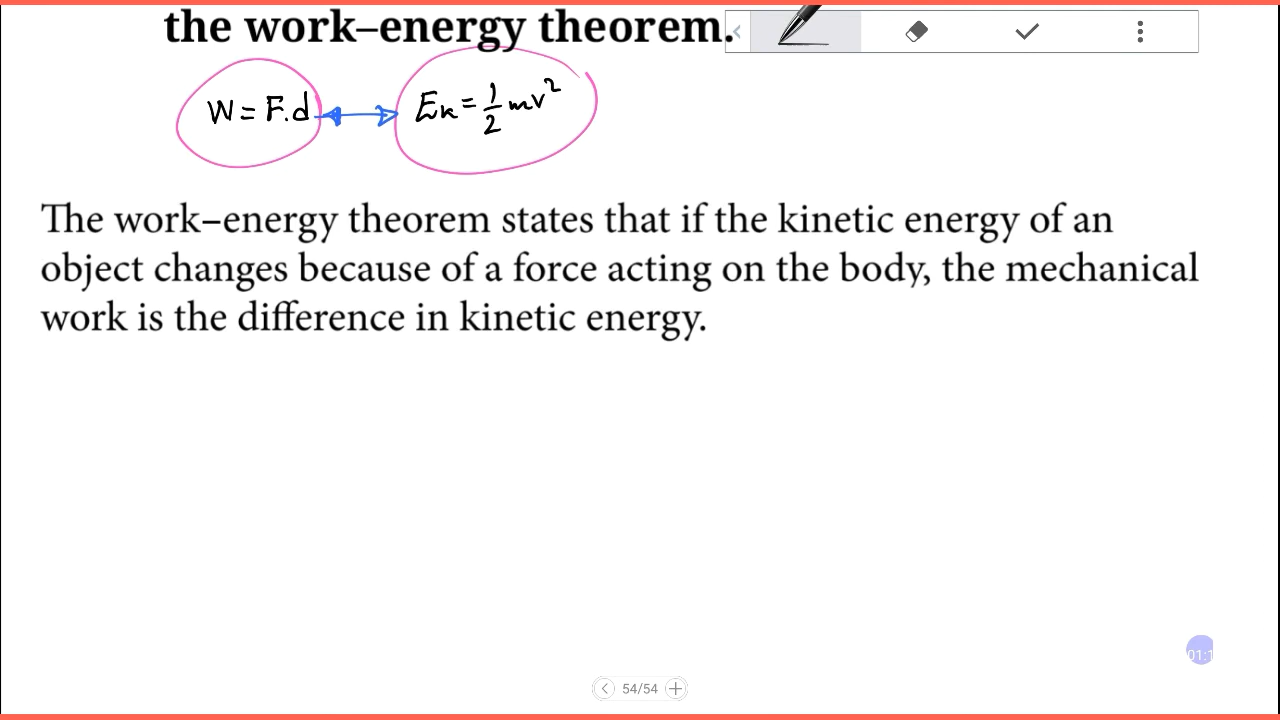 the work–energy theorem.
W = F.d Ek = 1/2 mv²
The work–energy theorem states that if the kinetic energy of an
object changes because of a force acting on the body, the mechanical
work is the difference in kinetic energy.
01:1
54/54